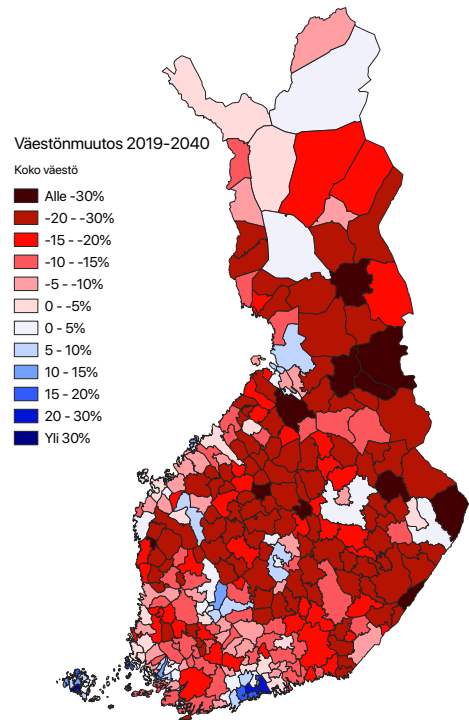 Väestönmuutos 2019-2040
Koko väestö
Alle -30%
-20 - -30%
-15 - -20%
-10 - -15%
-5 - -10%
0 - -5%
0 - 5%
5 - 10%
10 - 15%
15 - 20%
20 - 30%
Yli 30%